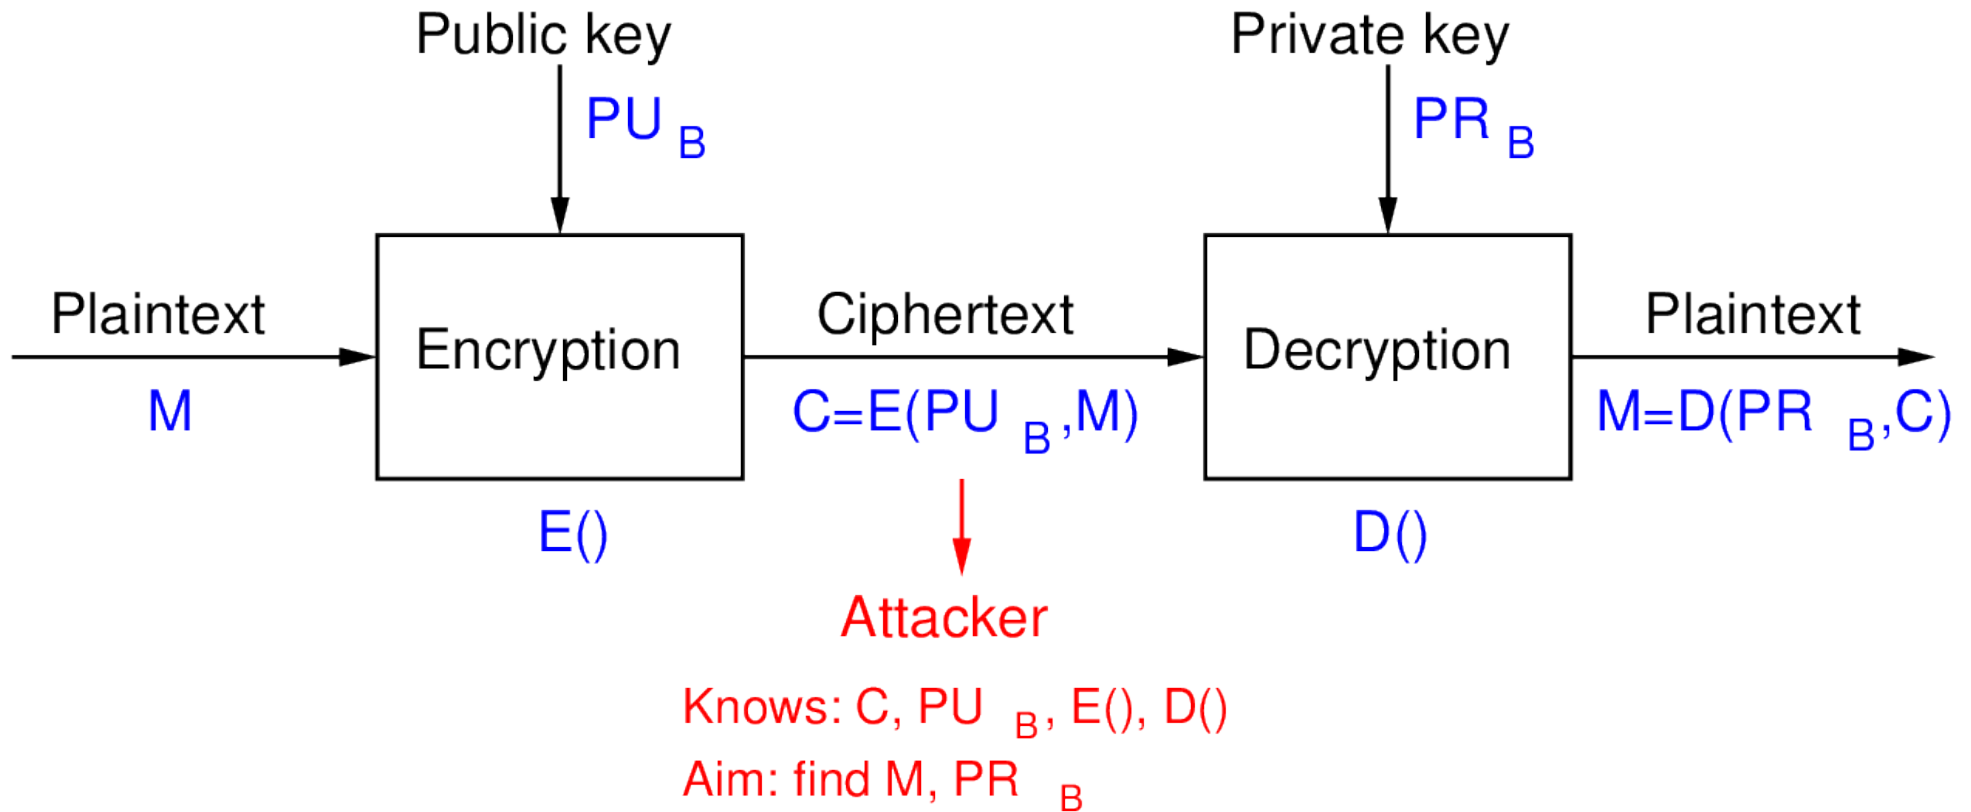 Public key
Private key
PU B
PR B
Plaintext
Encryption
Ciphertext
Decryption
Plaintext
M
C=E(PU B,M)
M=D(PR B,C)
E()
D()
Attacker
Knows: C, PU B, E(), D()
Aim: find M, PR B